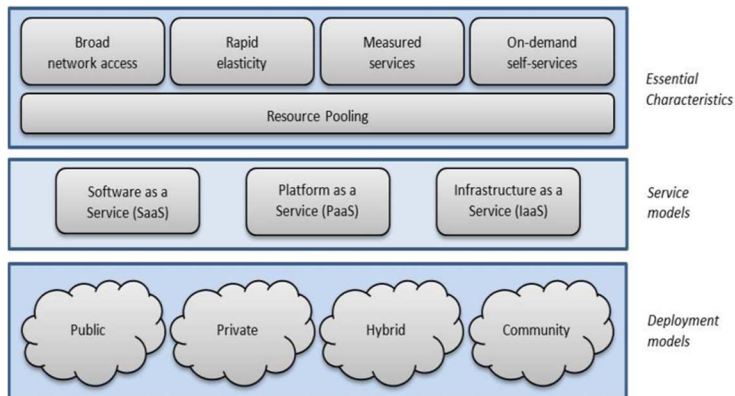 Broad
network access
Rapid
elasticity
Measured
services
On-demand
self-services
Resource Pooling
Essential
Characteristics
Software as a
Service (SaaS)
Platform as a
Service (PaaS)
Infrastructure as a
Service (IaaS)
Service
models
Public
Private
Hybrid
Community
Deployment
models